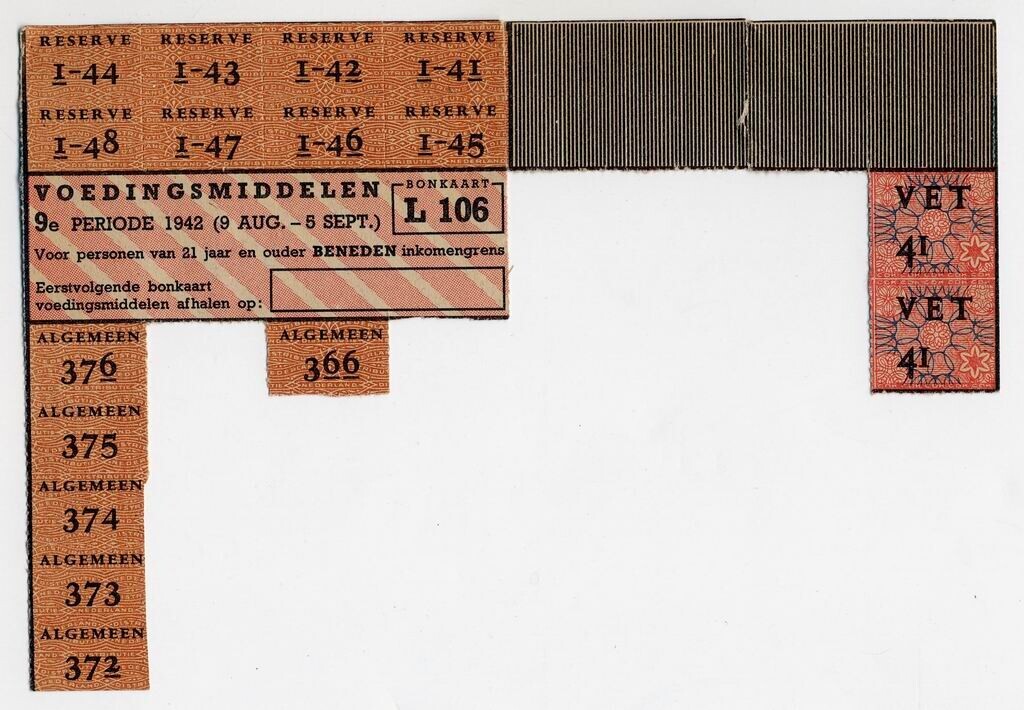 RESERVE RESERVE RESERVE RESERVE
I-44 I-43 I-42 I-41
RESERVE RESERVE RESERVE RESERVE
I-48 I-47 I-46 I-45
VOEDINGSMIDDELEN
9e PERIODE 1942 (9 AUG. – 5 SEPT.)
BONKAART
L 106
Voor personen van 21 jaar en ouder BENEDEN inkomengrens
Eerstvolgende bonkaart
voedingsmiddelen afhalen op:
VET
41
VET
41
ALGEMEEN
376
ALGEMEEN
366
ALGEMEEN
375
ALGEMEEN
374
ALGEMEEN
373
ALGEMEEN
372